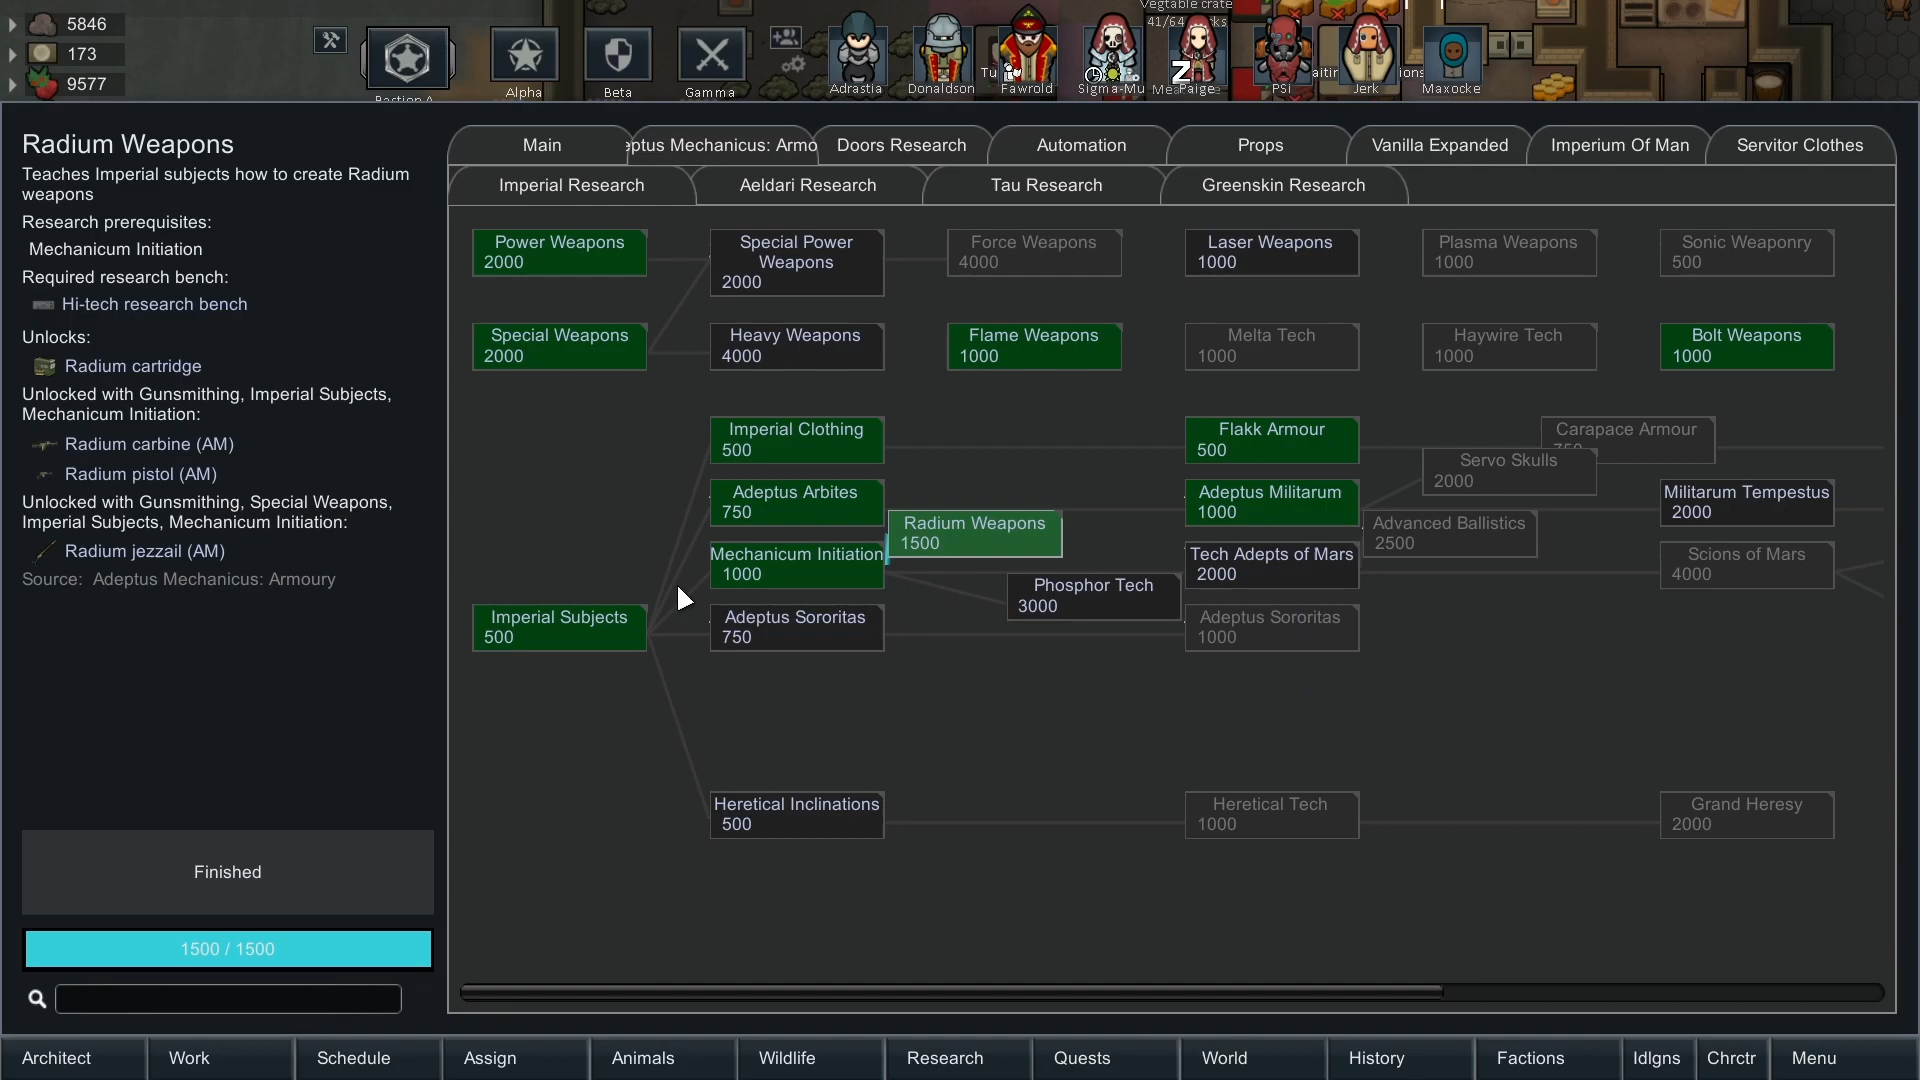 5846
173
9577
Alpha
Beta
Gamma
Vegtable crate
41/64
Adrastia
Donaldson
Fawrold
Sigma-Mu
Paige
PSi
Jerk
Maxocke
Radium Weapons
Teaches Imperial subjects how to create Radium
weapons
Research prerequisites:
Mechanicum Initiation
Required research bench:
Hi-tech research bench
Unlocks:
Radium cartridge
Unlocked with Gunsmithing, Imperial Subjects,
Mechanicum Initiation:
Radium carbine (AM)
Radium pistol (AM)
Unlocked with Gunsmithing, Special Weapons,
Imperial Subjects, Mechanicum Initiation:
Radium jezzail (AM)
Source: Adeptus Mechanicus: Armoury
Finished
1500 / 1500
Main
eptus Mechanicus: Armo
Doors Research
Automation
Props
Vanilla Expanded
Imperium Of Man
Servitor Clothes
Imperial Research
Aeldari Research
Tau Research
Greenskin Research
Power Weapons
2000
Special Power
Weapons
2000
Force Weapons
4000
Laser Weapons
1000
Plasma Weapons
1000
Sonic Weaponry
500
Special Weapons
2000
Heavy Weapons
4000
Flame Weapons
1000
Melta Tech
1000
Haywire Tech
1000
Bolt Weapons
1000
Imperial Clothing
500
Flakk Armour
500
Carapace Armour
750
Servo Skulls
2000
Adeptus Arbites
750
Adeptus Militarum
1000
Militarum Tempestus
2000
Radium Weapons
1500
Advanced Ballistics
2500
Mechanicum Initiation
1000
Tech Adepts of Mars
2000
Scions of Mars
4000
Phosphor Tech
3000
Imperial Subjects
500
Adeptus Sororitas
750
Adeptus Sororitas
1000
Heretical Inclinations
500
Heretical Tech
1000
Grand Heresy
2000
Architect
Work
Schedule
Assign
Animals
Wildlife
Research
Quests
World
History
Factions
Idlgns
Chrctr
Menu